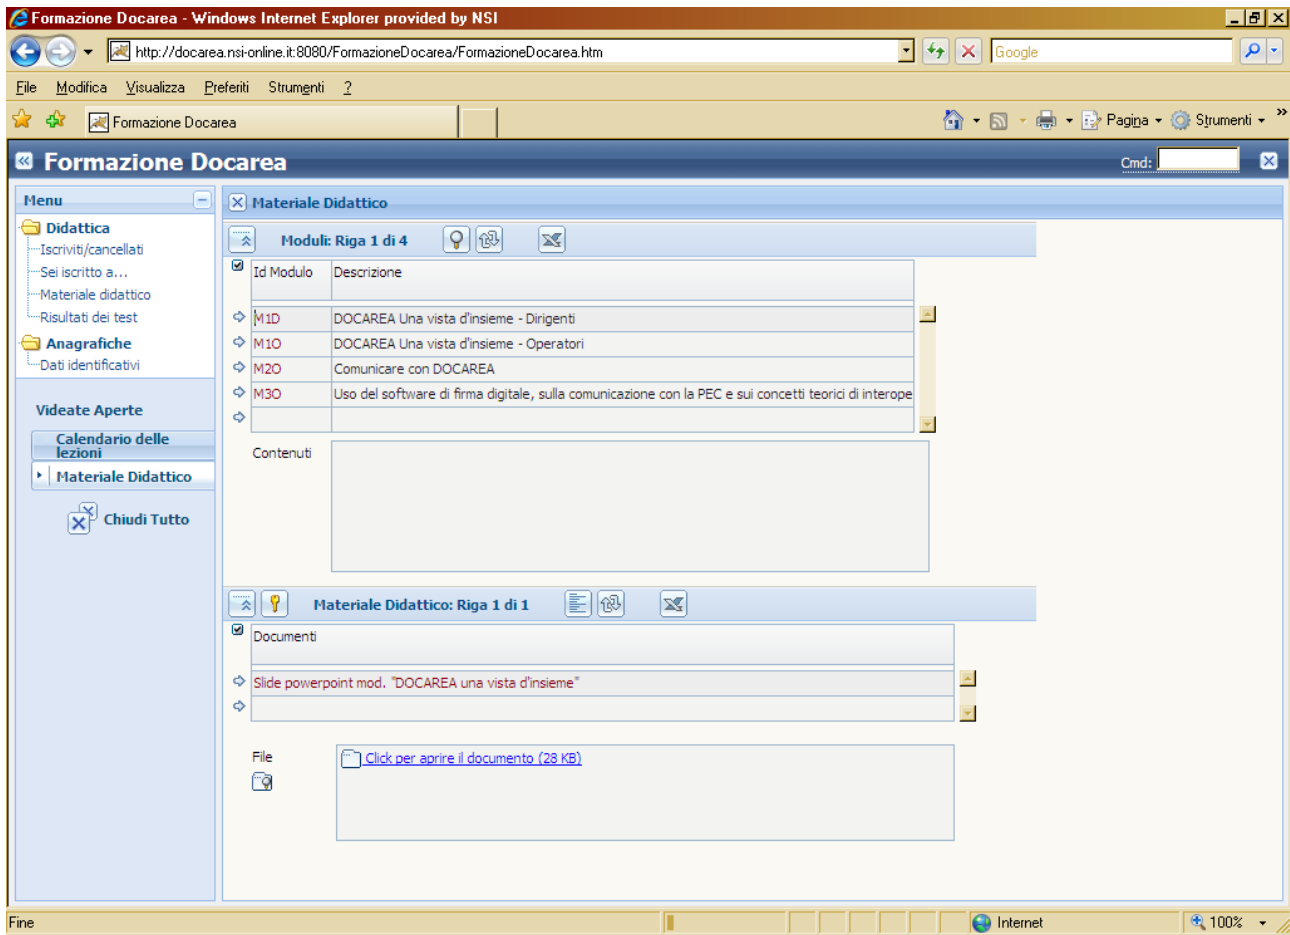 Formazione Docarea - Windows Internet Explorer provided by NSI
http://docarea.nsi-online.it:8080/FormazioneDocarea/FormazioneDocarea.htm
Google
File Modifica Visualizza Preferiti Strumenti ?
Formazione Docarea
Pagina Strumenti »
Formazione Docarea
Cmd:
Menu
Didattica
Iscriviti/cancellati
Sei iscritto a...
Materiale didattico
Risultati dei test
Anagrafiche
Dati identificativi
Videate Aperte
Calendario delle
lezioni
Materiale Didattico
Chiudi Tutto
Materiale Didattico
Moduli: Riga 1 di 4
Id Modulo Descrizione
M1D DOCAREA Una vista d'insieme - Dirigenti
M1O DOCAREA Una vista d'insieme - Operatori
M2O Comunicare con DOCAREA
M3O Uso del software di firma digitale, sulla comunicazione con la PEC e sui concetti teorici di interope
Contenuti
Materiale Didattico: Riga 1 di 1
Documenti
Slide powerpoint mod. "DOCAREA una vista d'insieme"
File
Click per aprire il documento (28 KB)
Fine
Internet
100%